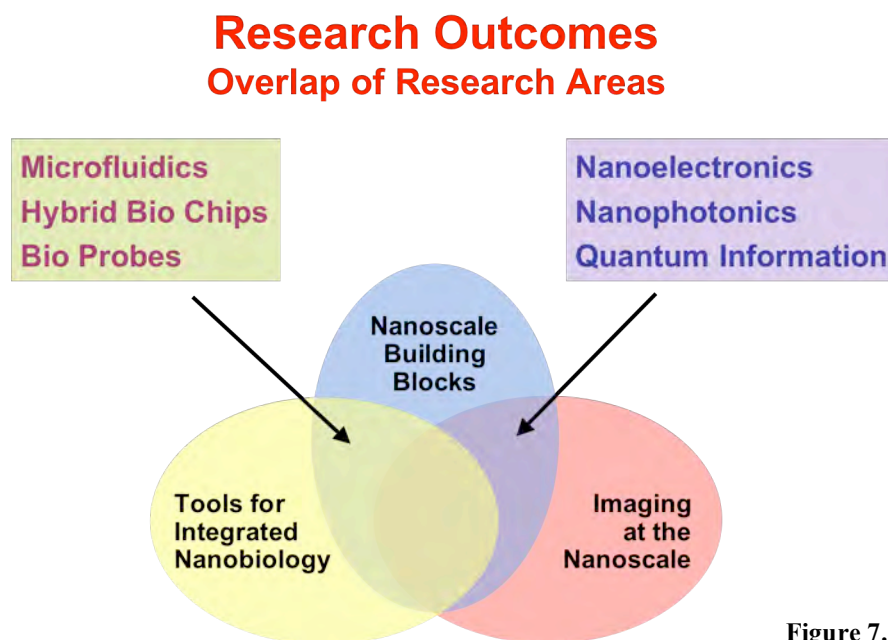 Research Outcomes
Overlap of Research Areas
Microfluidics
Hybrid Bio Chips
Bio Probes
Nanoelectronics
Nanophotonics
Quantum Information
Nanoscale
Building
Blocks
Tools for
Integrated
Nanobiology
Imaging
at the
Nanoscale
Figure 7.